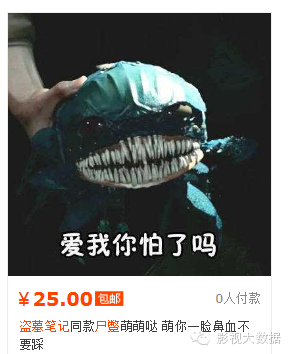 爱我你怕了吗
￥25.00 包邮 0人付款
盗墓笔记同款尸蟞萌萌哒 萌你一脸鼻血不
要踩
影视大数据